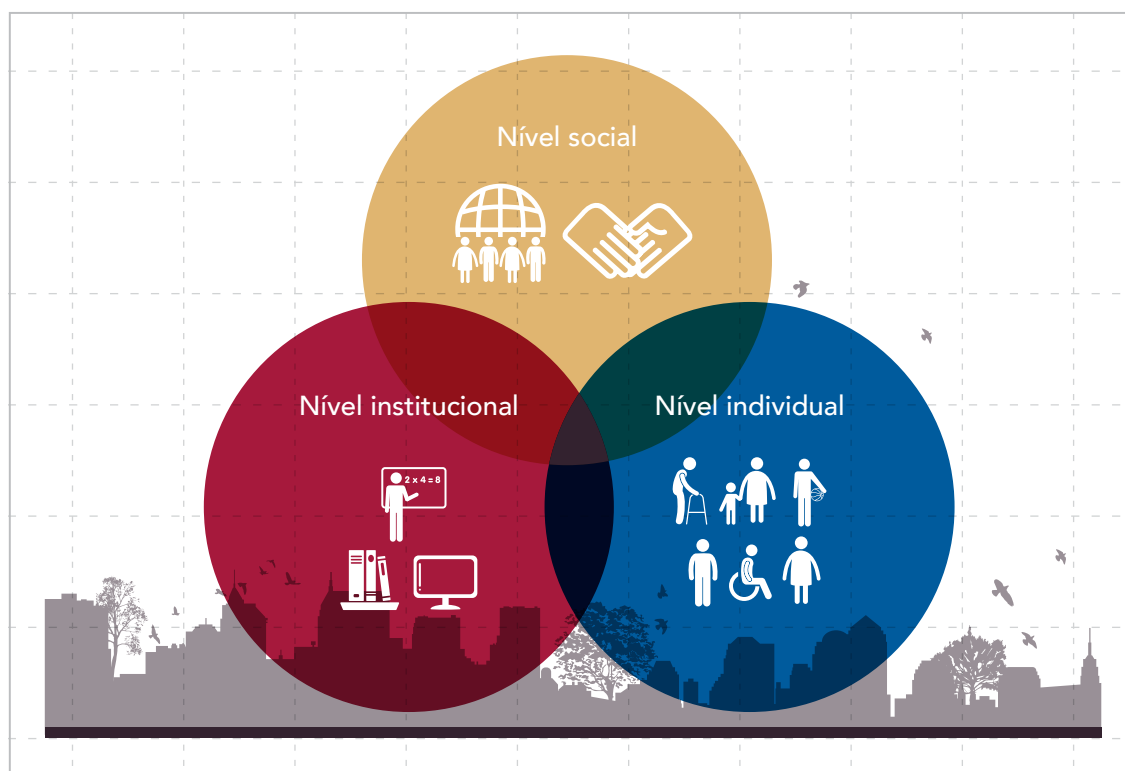 Nível social
Nível institucional
Nível individual
2 x 4 = 8